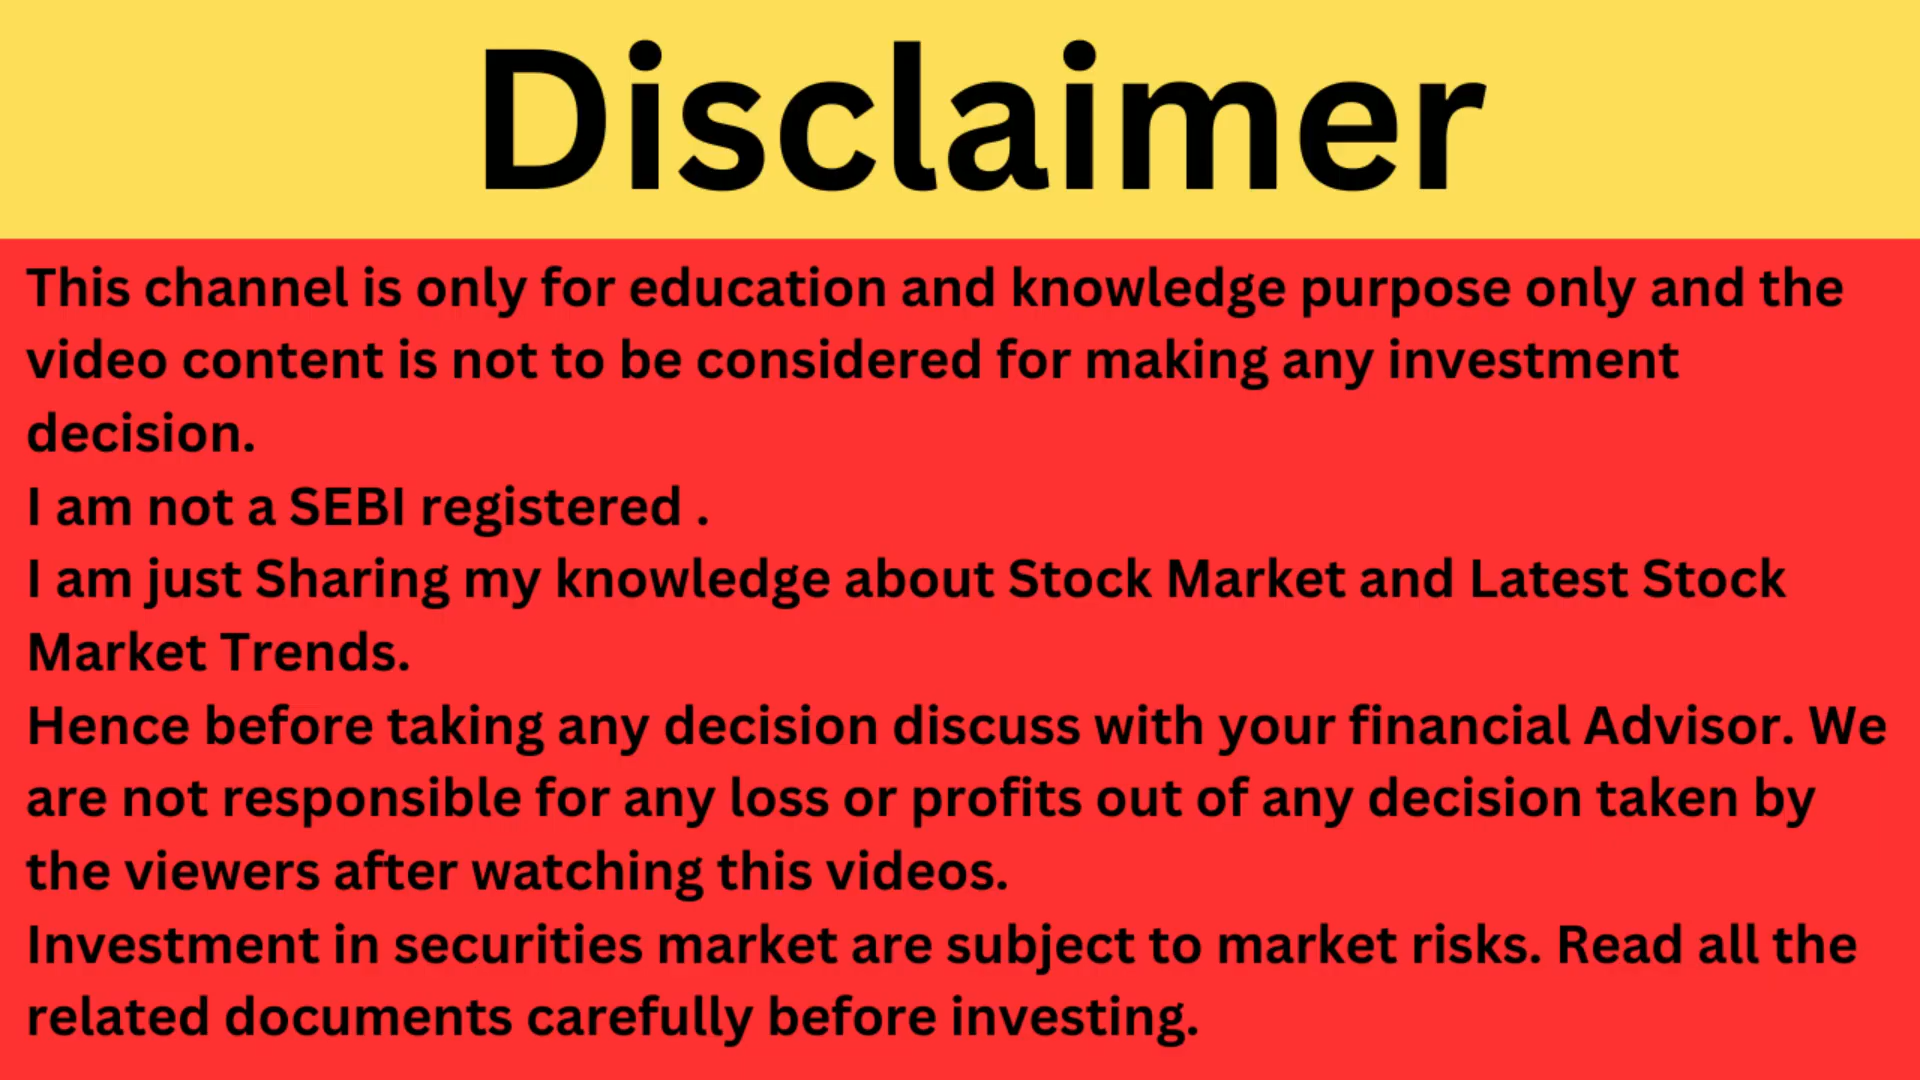 Disclaimer
This channel is only for education and knowledge purpose only and the
video content is not to be considered for making any investment
decision.
I am not a SEBI registered .
I am just Sharing my knowledge about Stock Market and Latest Stock
Market Trends.
Hence before taking any decision discuss with your financial Advisor. We
are not responsible for any loss or profits out of any decision taken by
the viewers after watching this videos.
Investment in securities market are subject to market risks. Read all the
related documents carefully before investing.